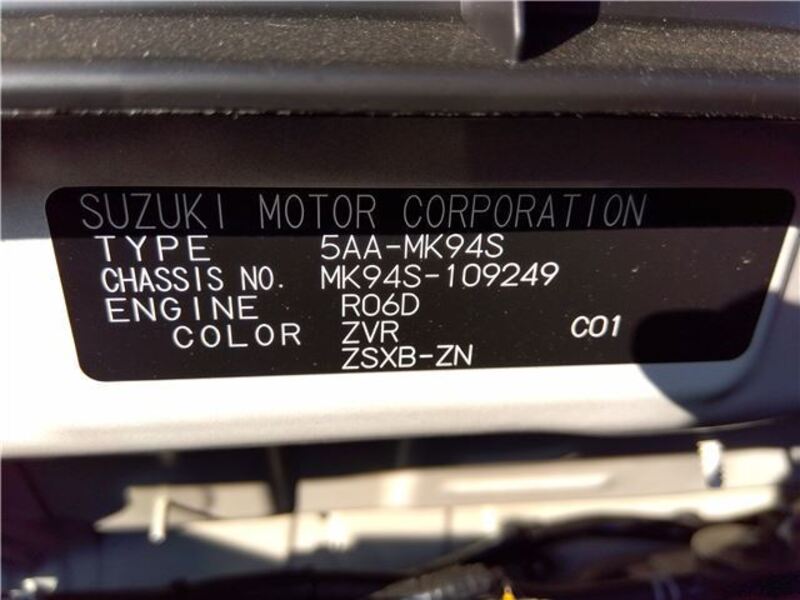 SUZUKI MOTOR CORPORATION
TYPE 5AA-MK94S
CHASSIS NO. MK94S-109249
ENGINE R06D
COLOR ZVR C01
ZSXB-ZN